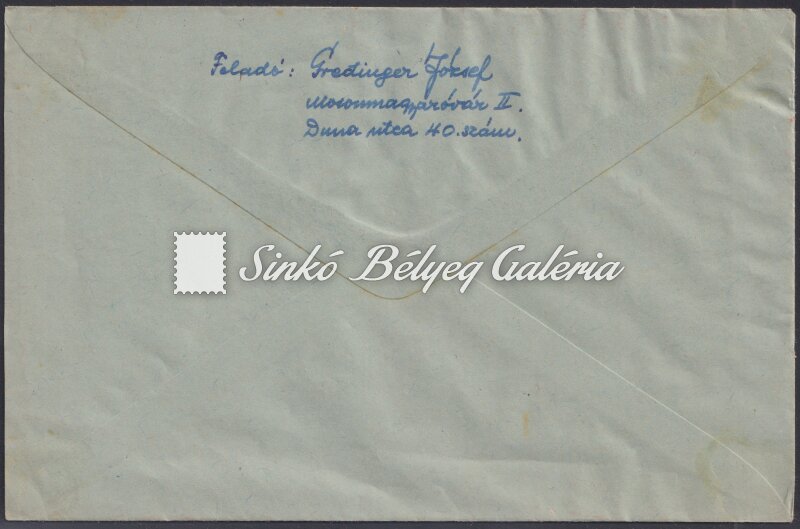 Feladó: Gredinger József
Mosonmagyaróvár II.
Duna utca 40. szám.
Sinkó Bélyeg Galéria